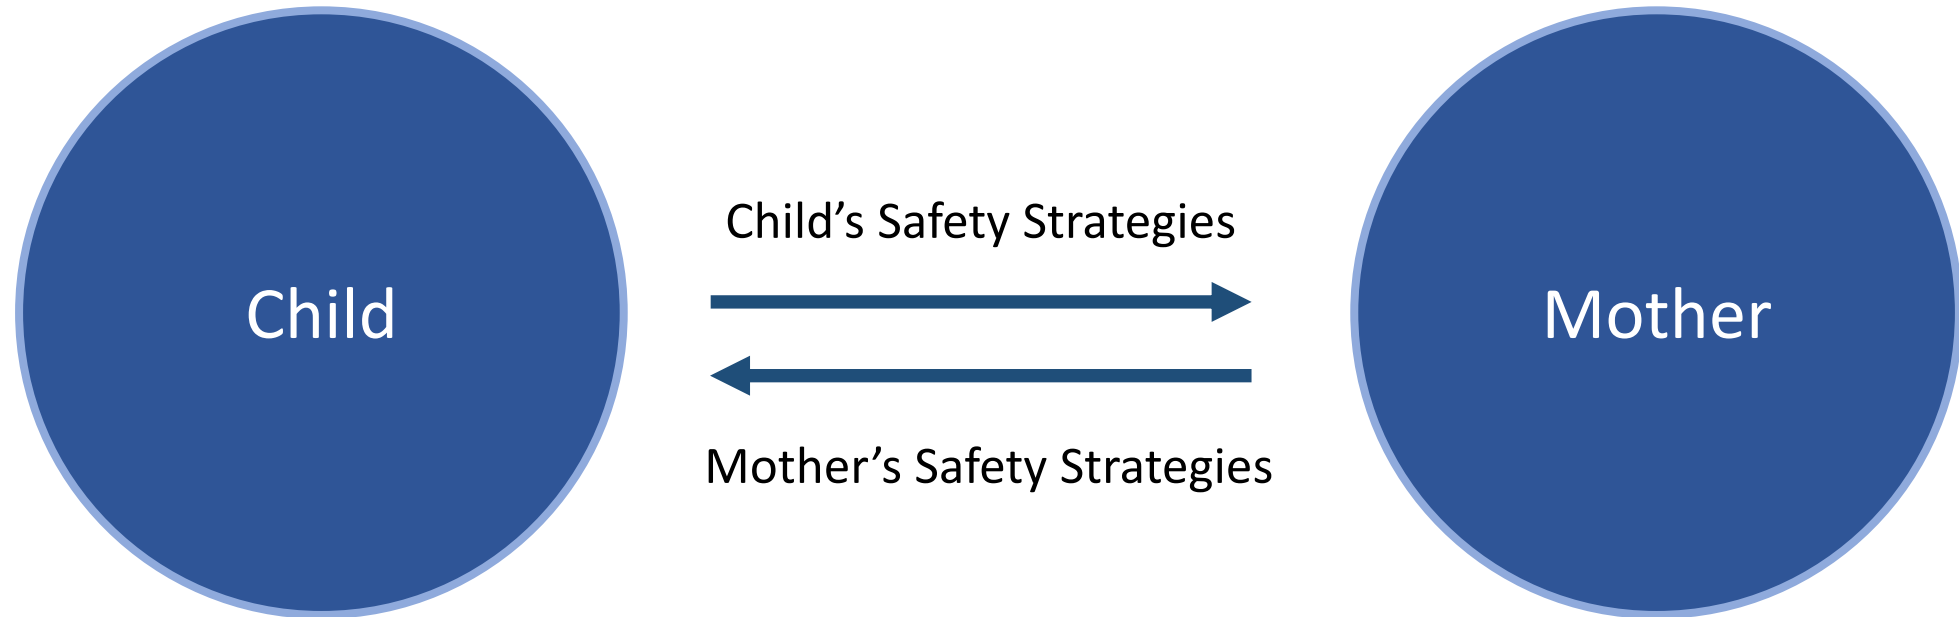 Child's Safety Strategies
Child
Mother
Mother’s Safety Strategies